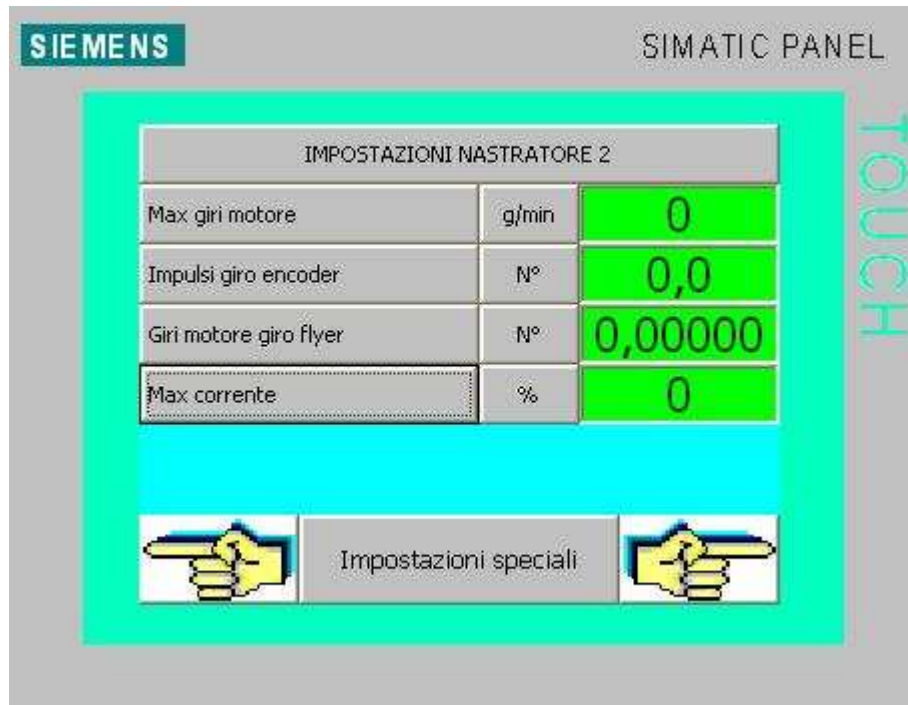 SIEMENS
SIMATIC PANEL
TOUCH
IMPOSTAZIONI NASTRATORE 2
Max giri motore g/min 0
Impulsi giro encoder N° 0,0
Giri motore giro flyer N° 0,00000
Max corrente % 0
Impostazioni speciali